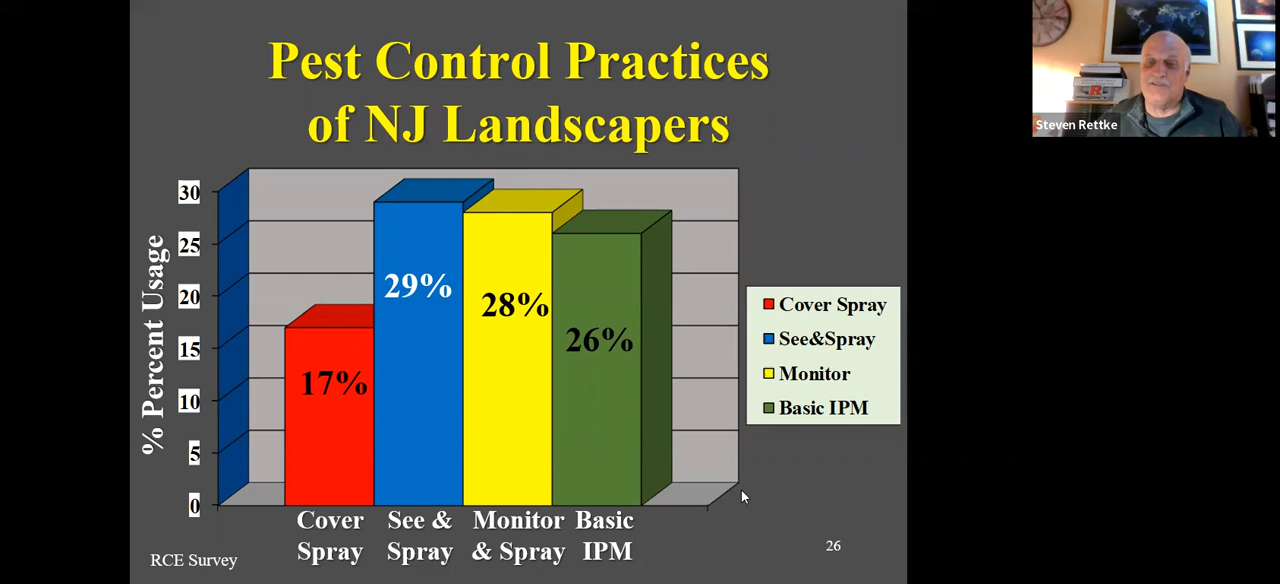 Pest Control Practices
of NJ Landscapers
Steven Rettke
% Percent Usage
30
25
20
15
10
5
0
17%
29%
28%
26%
Cover Spray
See&Spray
Monitor
Basic IPM
Cover
Spray
See &
Spray
Monitor
& Spray
Basic
IPM
RCE Survey
26
R